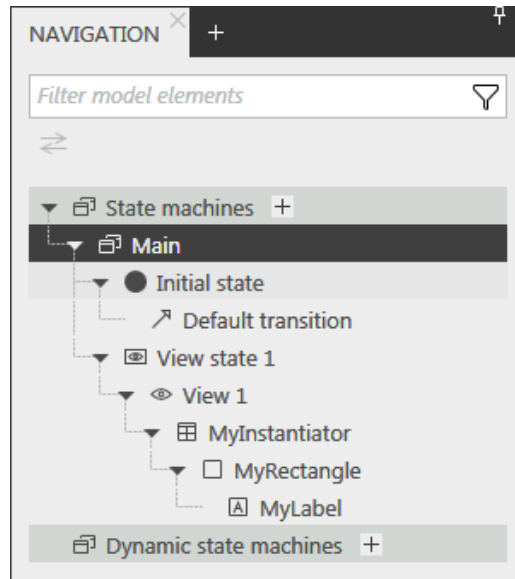 NAVIGATION
Filter model elements
State machines
Main
Initial state
Default transition
View state 1
View 1
MyInstantiator
MyRectangle
A MyLabel
Dynamic state machines